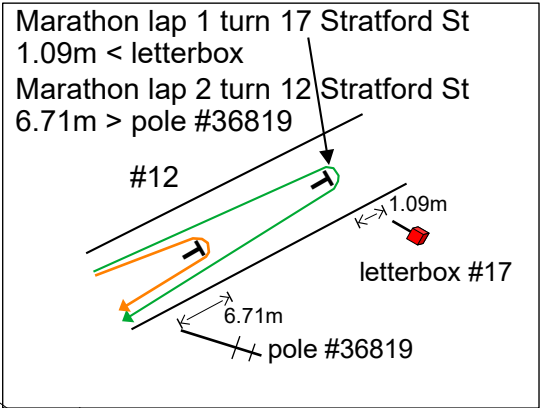 Marathon lap 1 turn 17 Stratford St
1.09m < letterbox
Marathon lap 2 turn 12 Stratford St
6.71m > pole #36819
#12
1.09m
letterbox #17
6.71m
pole #36819